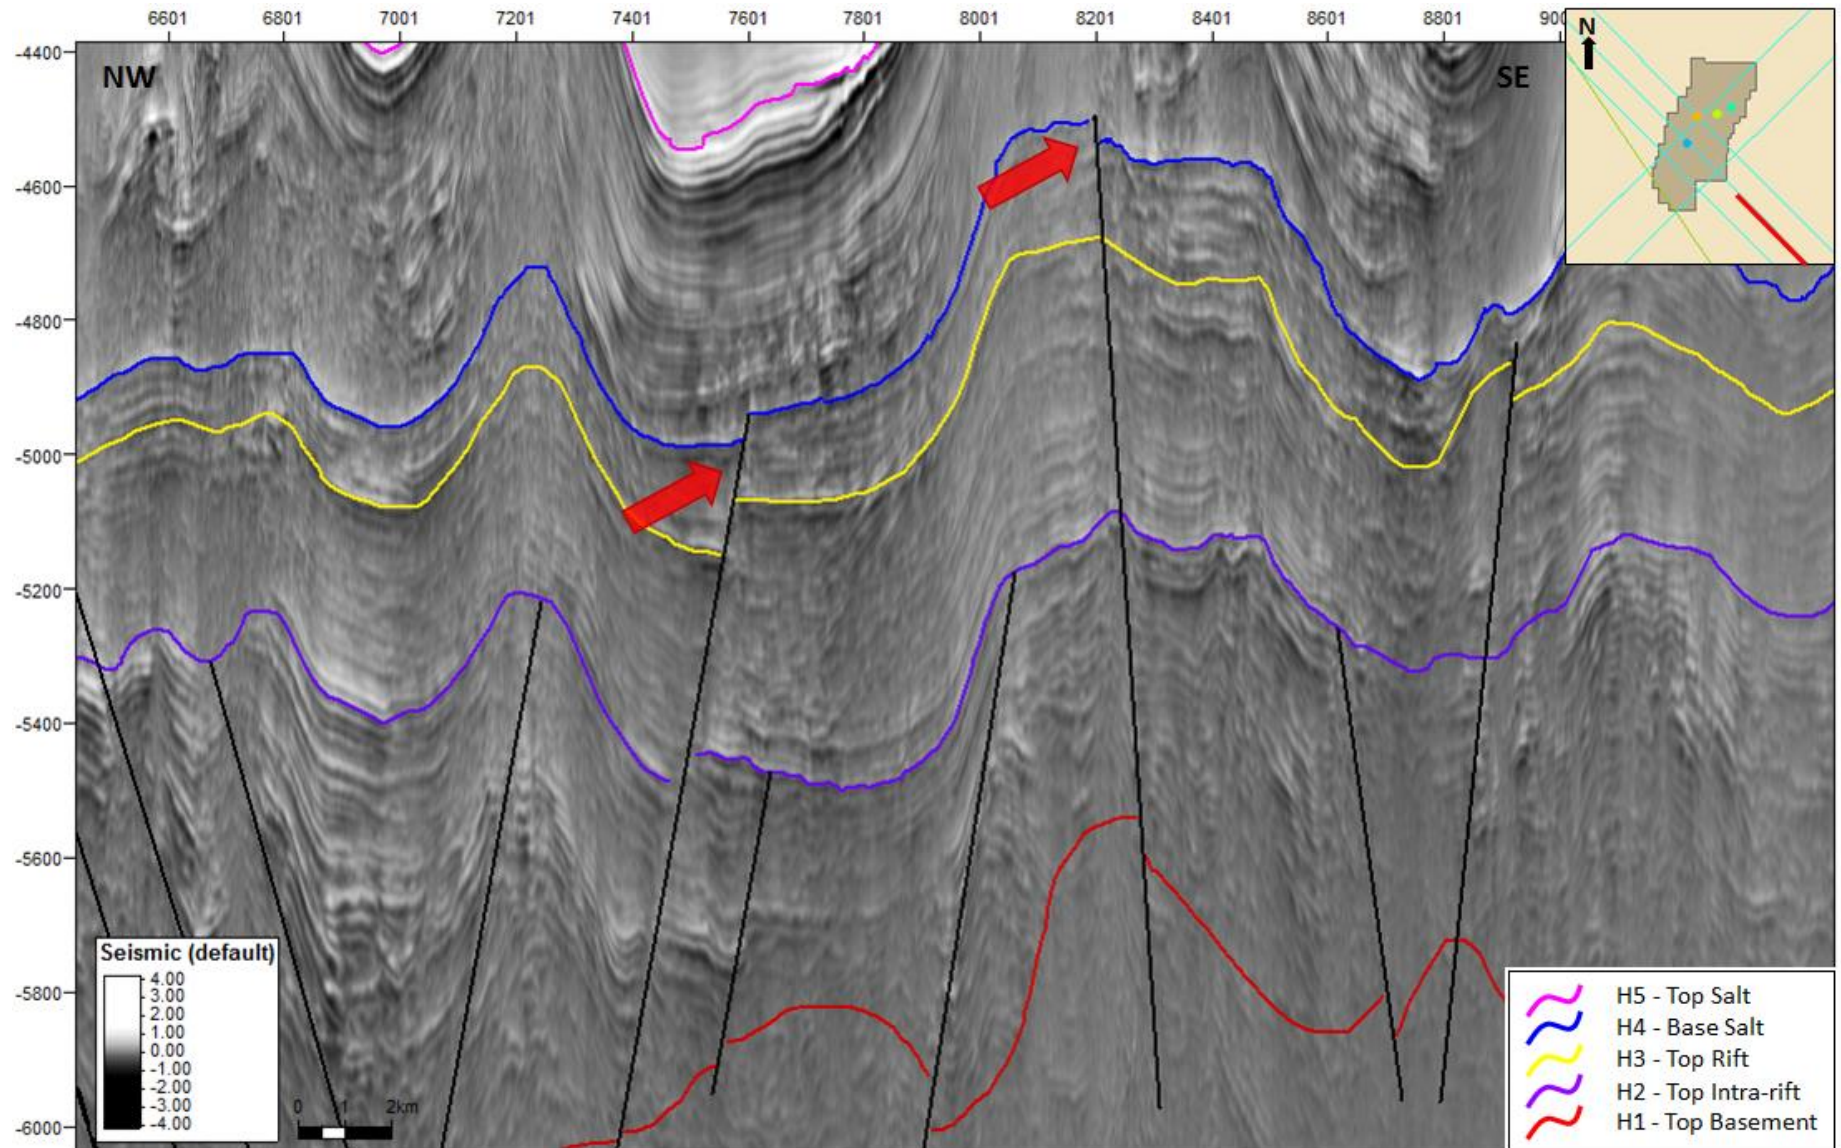 6601 6801 7001 7201 7401 7601 7801 8001 8201 8401 8601 8801 900
-4400
NW
SE
N
-4600
-4800
-5000
-5200
-5400
-5600
-5800
-6000
Seismic (default)
4.00
3.00
2.00
1.00
0.00
-1.00
-2.00
-3.00
-4.00
0 1 2km
H5 - Top Salt
H4 - Base Salt
H3 - Top Rift
H2 - Top Intra-rift
H1 - Top Basement